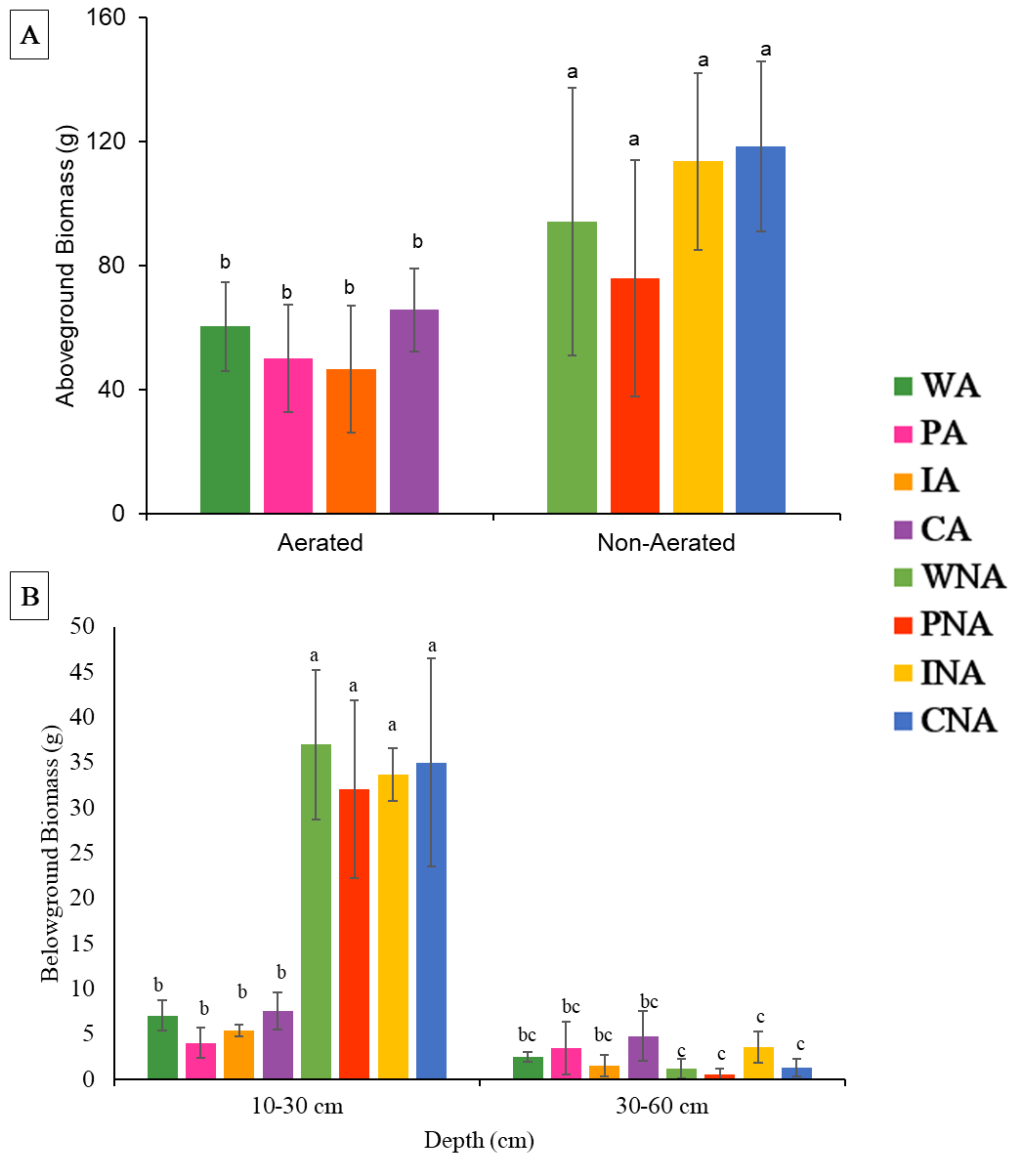 A
Aboveground Biomass (g)
160
120
80
40
0
b
b
b
b
a
a
a
a
Aerated
Non-Aerated
WA
PA
IA
CA
WNA
PNA
INA
CNA
B
Belowground Biomass (g)
50
45
40
35
30
25
20
15
10
5
0
b
b
b
b
a
a
a
a
bc
bc
bc
bc
c
c
c
c
10-30 cm
30-60 cm
Depth (cm)